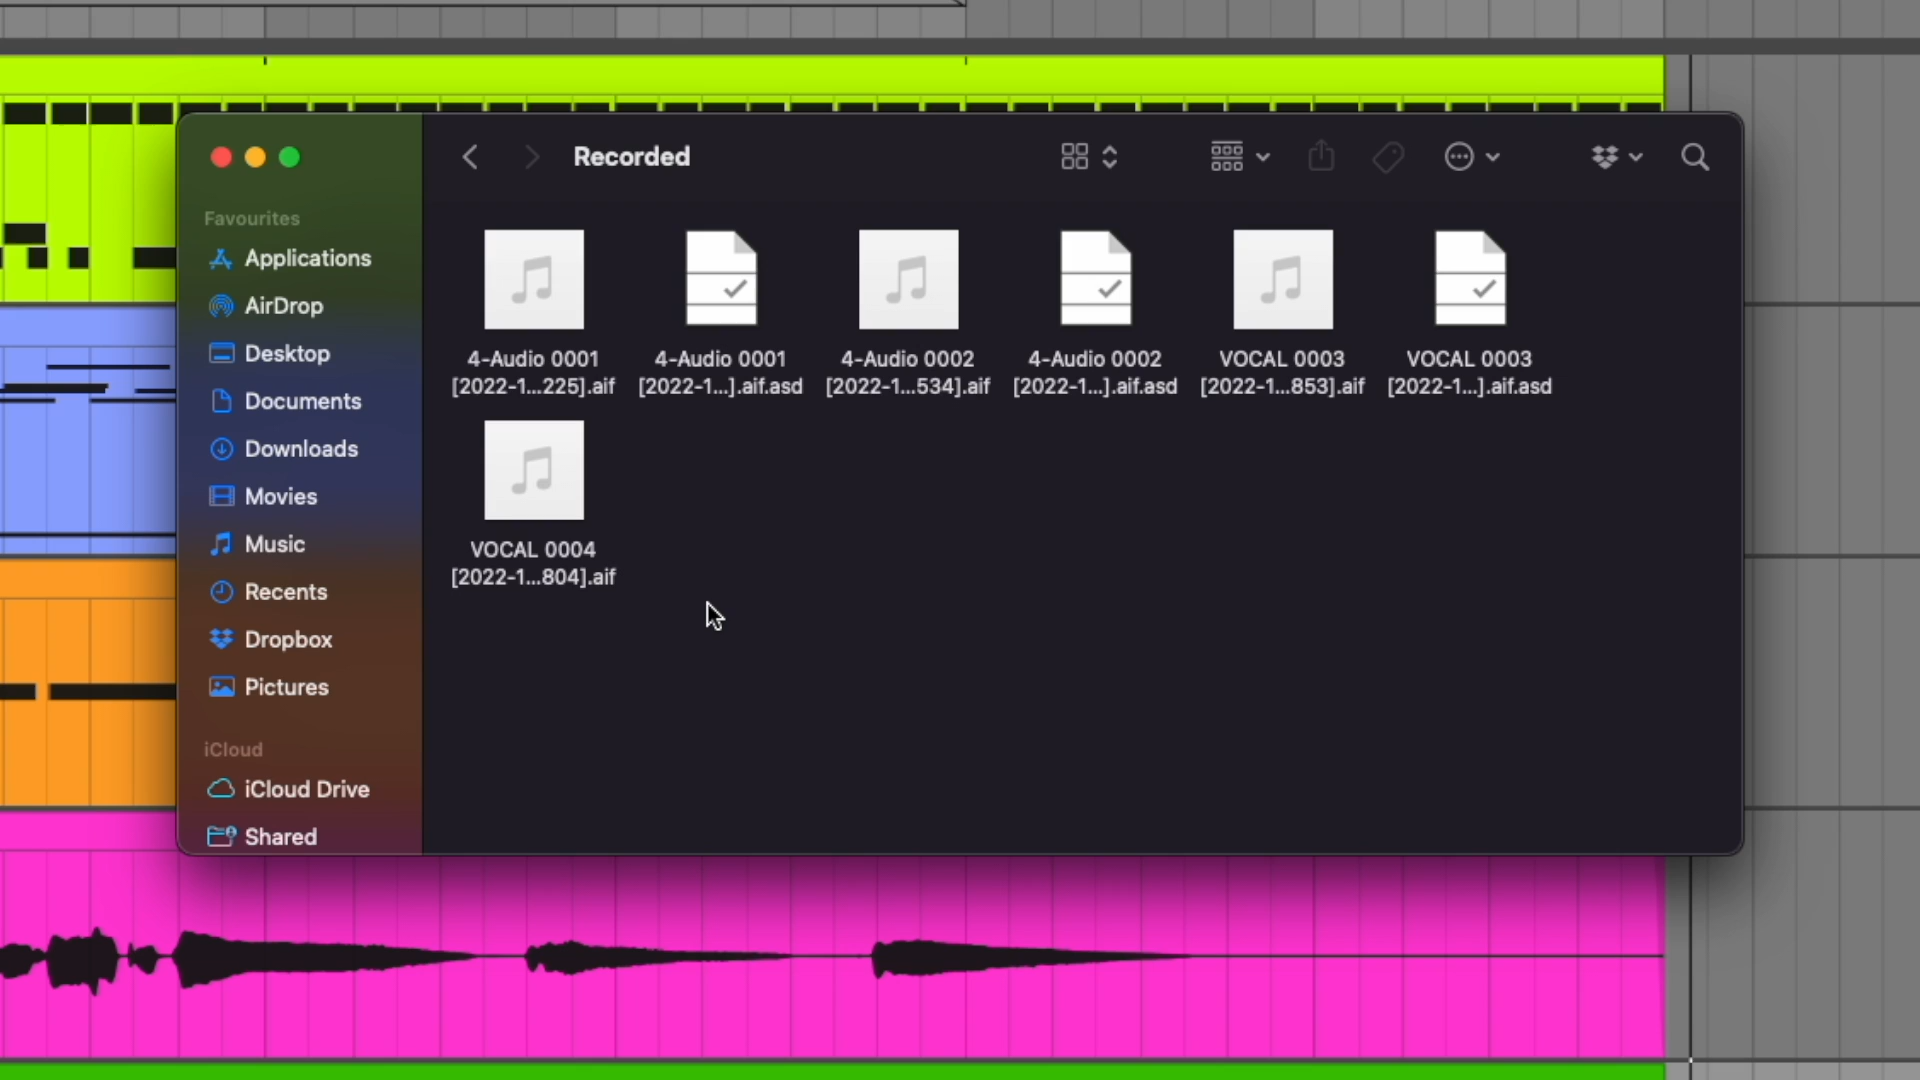 Recorded
Favourites
Applications
AirDrop
Desktop
Documents
Downloads
Movies
Music
Recents
Dropbox
Pictures
iCloud
iCloud Drive
Shared
4-Audio 0001
[2022-1...225].aif
4-Audio 0001
[2022-1...].aif.asd
4-Audio 0002
[2022-1...534].aif
4-Audio 0002
[2022-1...].aif.asd
VOCAL 0003
[2022-1...853].aif
VOCAL 0003
[2022-1...].aif.asd
VOCAL 0004
[2022-1...804].aif